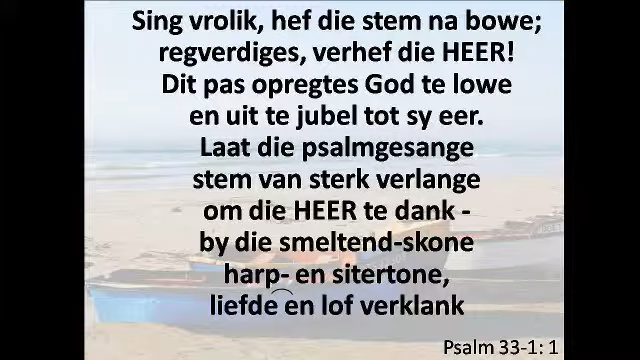 Sing vrolik, hef die stem na bowe;
regverdiges, verhef die HEER!
Dit pas opregtes God te lowe
en uit te jubel tot sy eer.
Laat die psalmgesange
stem van sterk verlange
om die HEER te dank -
by die smeltend-skone
harp- en sitertone,
liefde en lof verklank
Psalm 33-1: 1